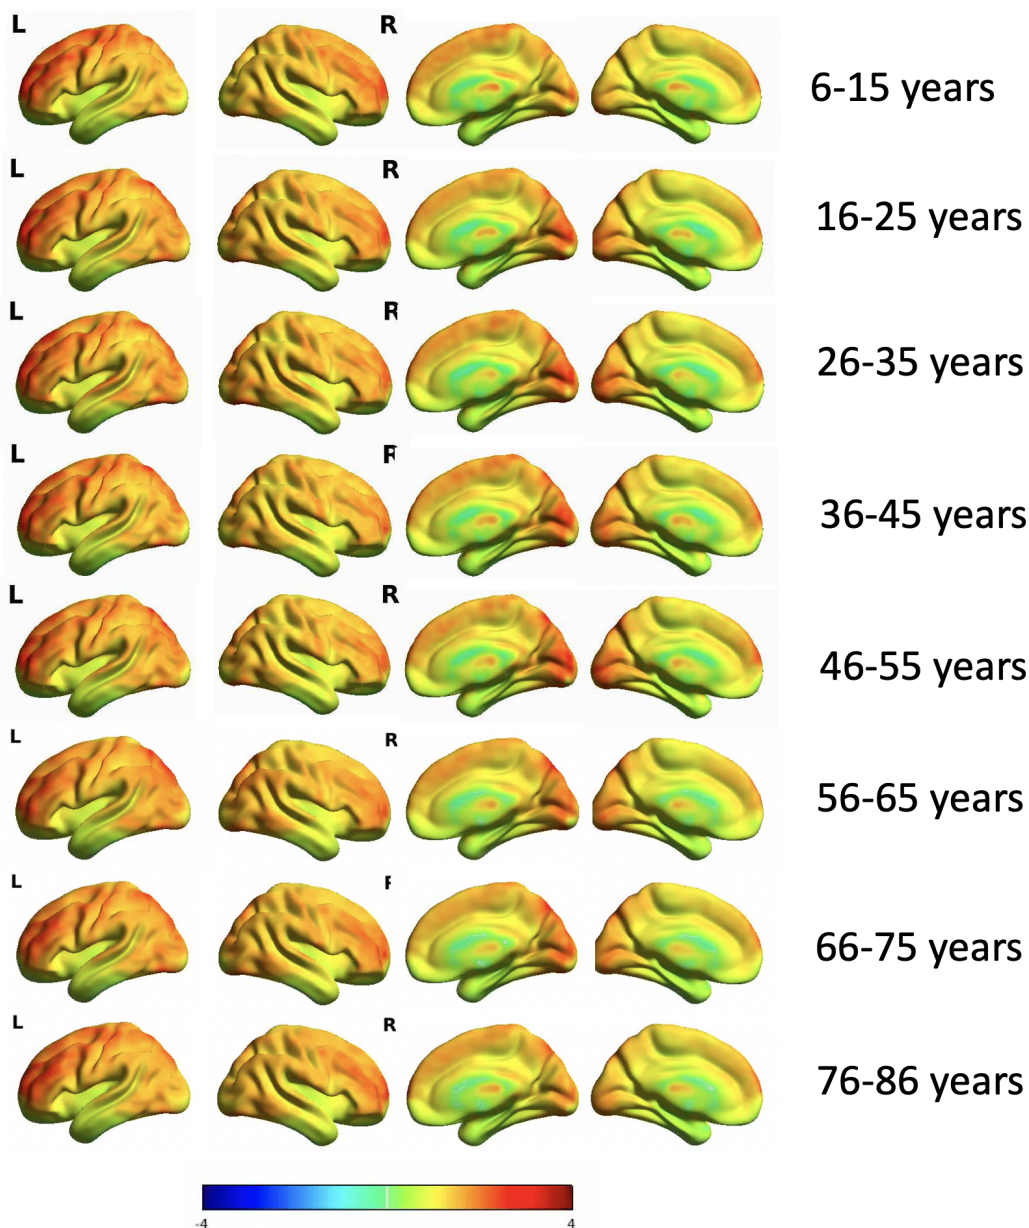 L R
6-15 years
L R
16-25 years
L R
26-35 years
L R
36-45 years
L R
46-55 years
L R
56-65 years
L
66-75 years
L R
76-86 years
-4 4